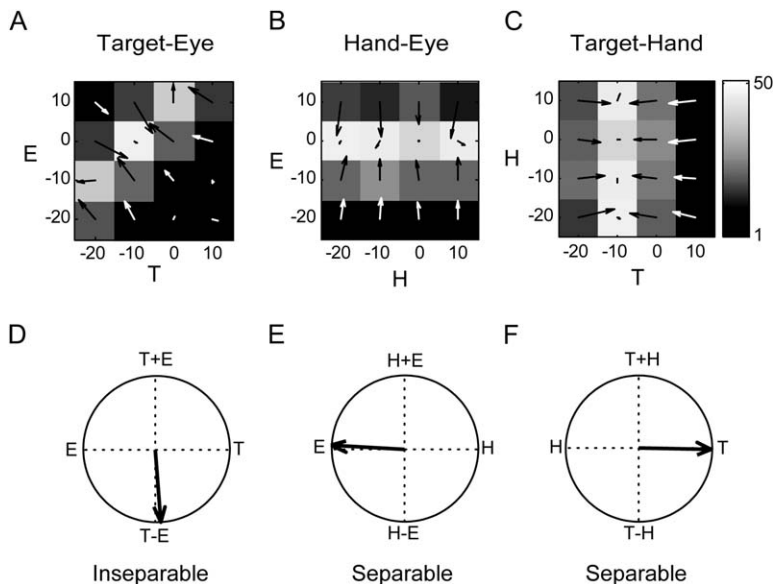 A
Target-Eye
B
Hand-Eye
C
Target-Hand
E
10
0
-10
-20
-20 -10 0 10
T
E
10
0
-10
-20
-20 -10 0 10
H
H
10
0
-10
-20
-20 -10 0 10
T
50
1
D
T+E
E
T
T-E
Inseparable
E
H+E
E
H
H-E
Separable
F
T+H
H
T
T-H
Separable